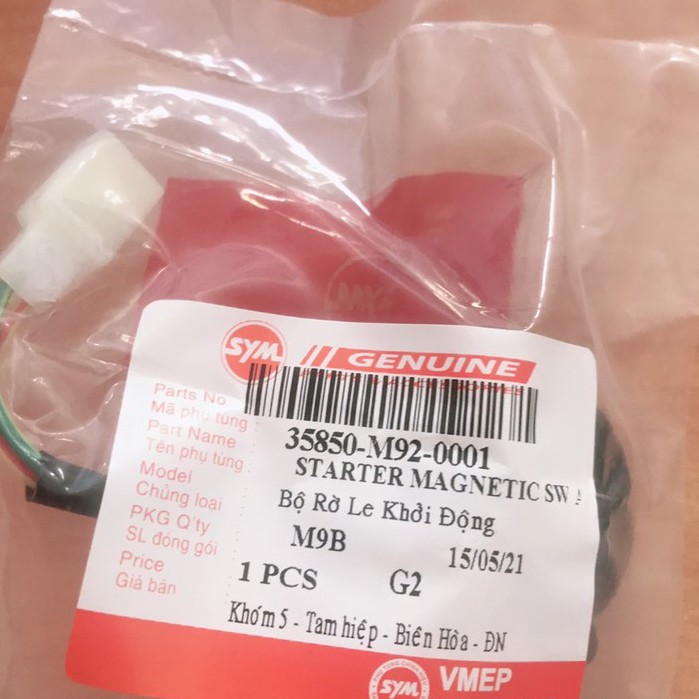 SYM // GENUINE
Parts No
Mã phụ tùng
35850-M92-0001
Part Name
Tên phụ tùng
STARTER MAGNETIC SW
Bộ Rờ Le Khởi Động
Model
Chủng loại
M9B
15/05/21
PKG Q'ty
SL đóng gói
1 PCS
G2
Price
Giá bán
Khóm 5 - Tam hiệp - Biên Hòa - ĐN
SYM VMEP